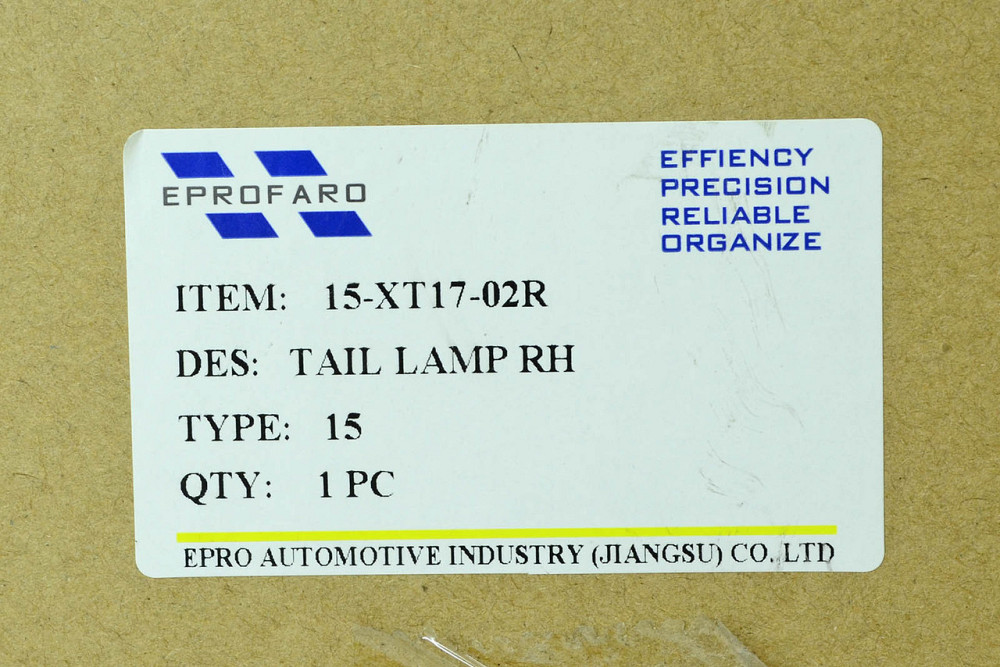 EPROFARO
EFFIENCY
PRECISION
RELIABLE
ORGANIZE
ITEM: 15-XT17-02R
DES: TAIL LAMP RH
TYPE: 15
QTY: 1 PC
EPRO AUTOMOTIVE INDUSTRY (JIANGSU) CO. LTD